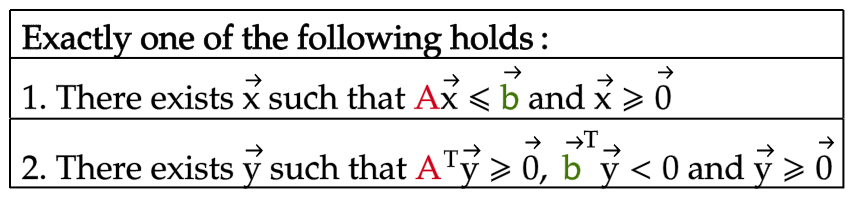 Exactly one of the following holds :
1. There exists x⃗ such that Ax⃗ ⩽ b⃗ and x⃗ ⩾ 0⃗
2. There exists y⃗ such that Aᵀy⃗ ⩾ 0⃗, b⃗ᵀy⃗ < 0 and y⃗ ⩾ 0⃗